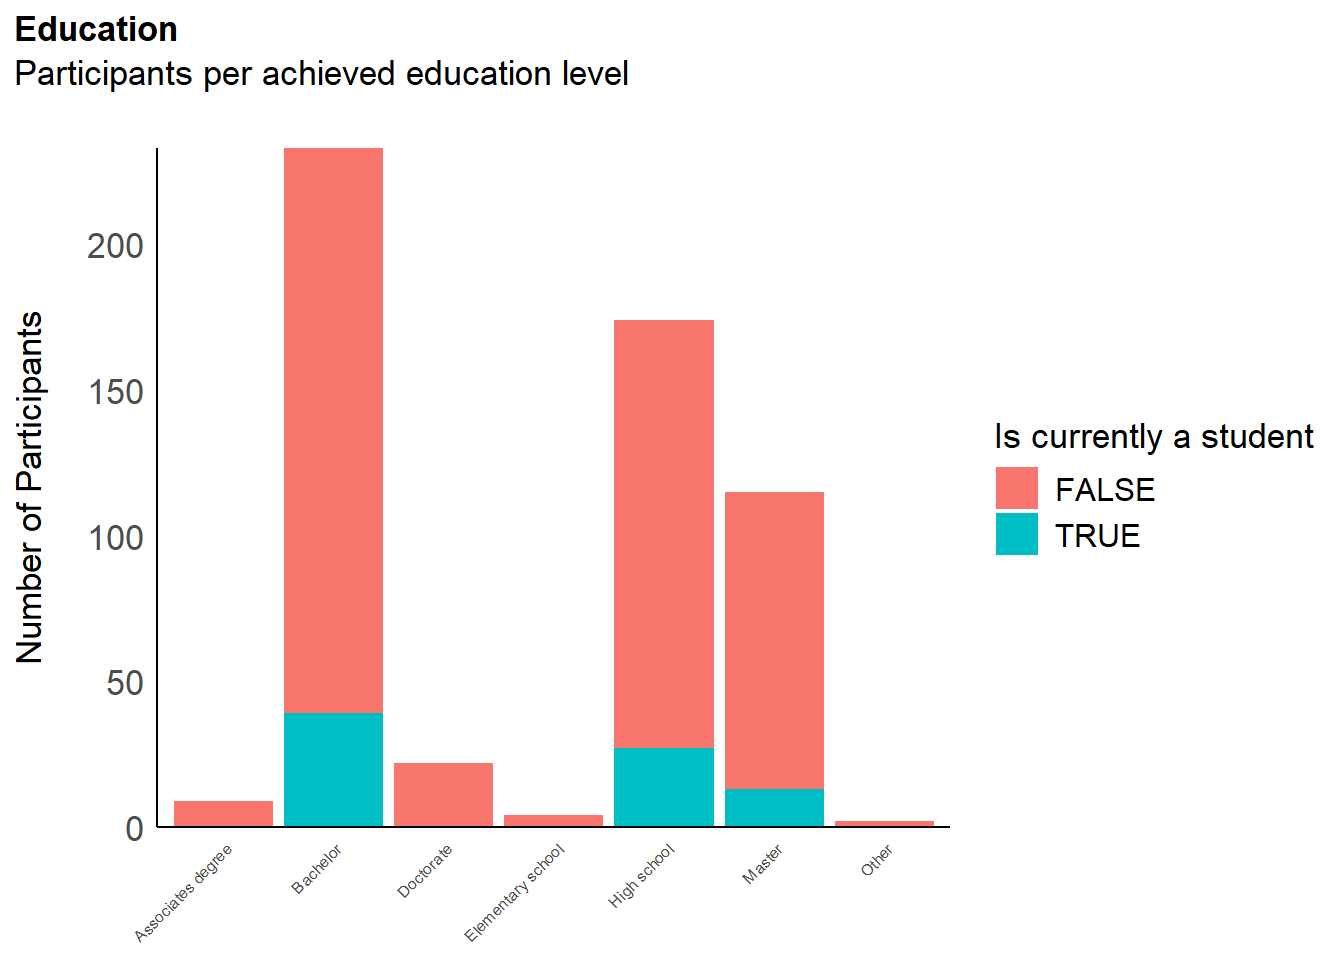 Education
Participants per achieved education level
Number of Participants
200
150
100
50
0
Associates degree
Bachelor
Doctorate
Elementary school
High school
Master
Other
Is currently a student
FALSE
TRUE